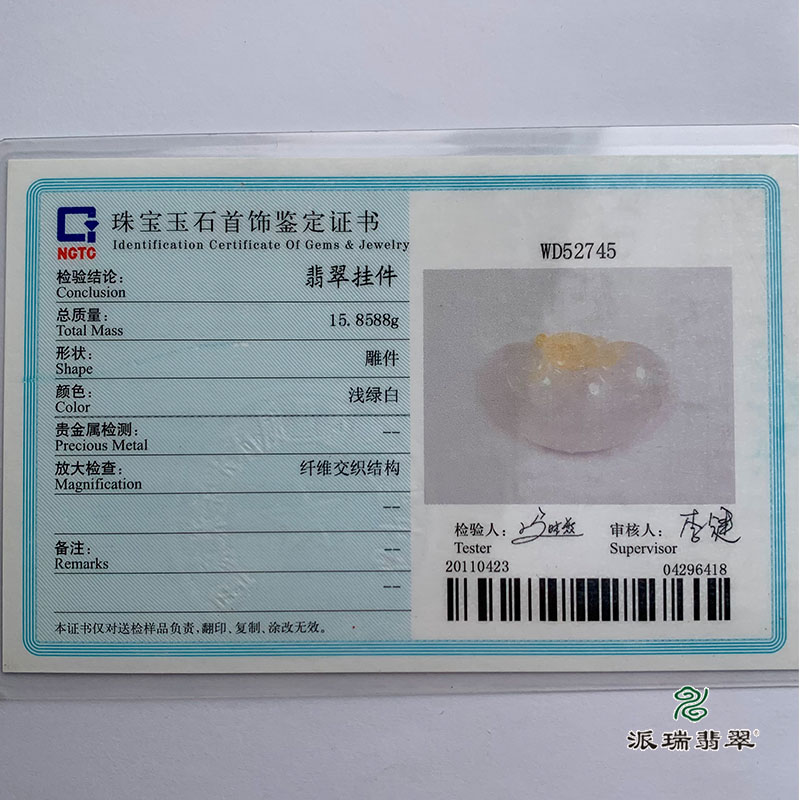 NGTC
珠宝玉石首饰鉴定证书
Identification Certificate Of Gems & Jewelry
检验结论: 翡翠挂件
Conclusion
总质量: 15.8588g
Total Mass
形状: 雕件
Shape
颜色: 浅绿白
Color
贵金属检测: --
Precious Metal
放大检查: 纤维交织结构
Magnification
--
备注: --
Remarks
--
本证书仅对送检样品负责,翻印、复制、涂改无效。
WD52745
检验人: 审核人: 李键
Tester Supervisor
20110423 04296418
派瑞翡翠